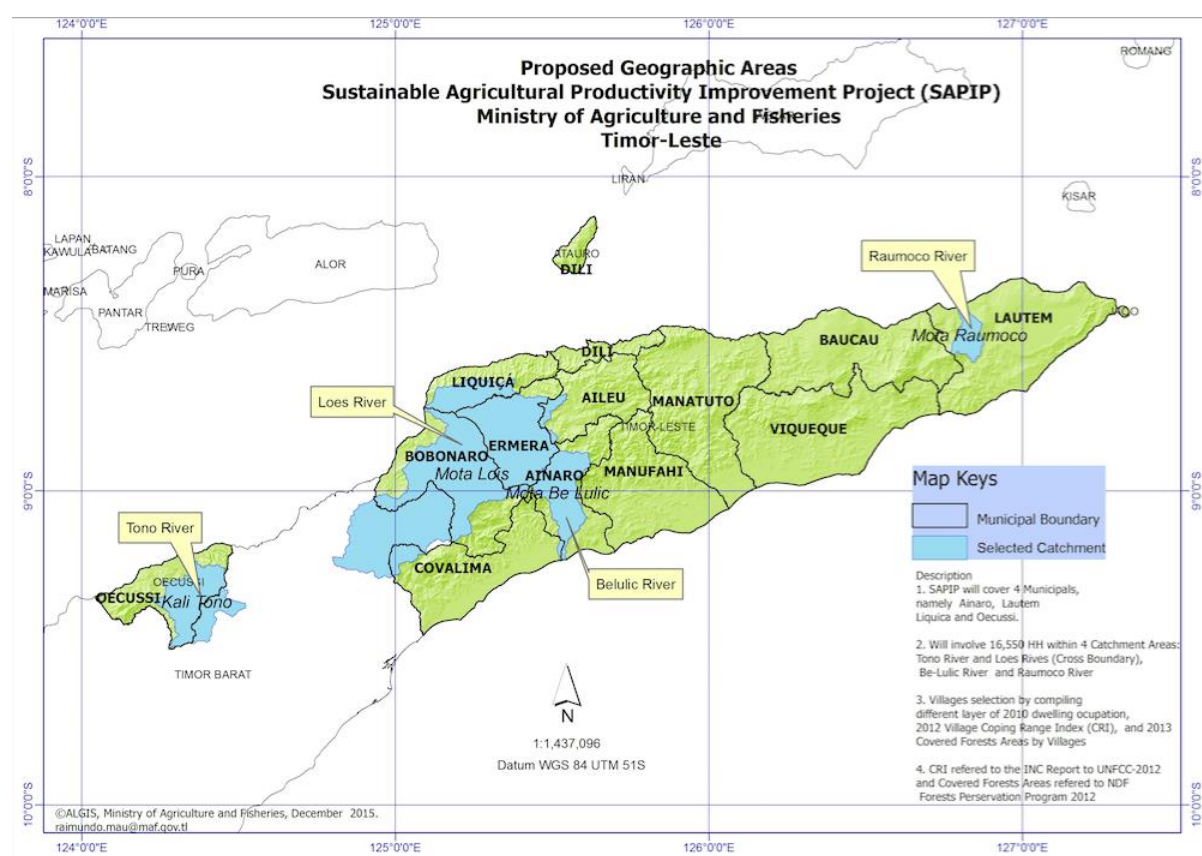 124°0'0"E
125°0'0"E
126°0'0"E
127°0'0"E
Proposed Geographic Areas
Sustainable Agricultural Productivity Improvement Project (SAPIP)
Ministry of Agriculture and Fisheries
Timor-Leste
ROMANG
8°0'0"S
8°0'0"S
LIRAN
KISAR
LAPAN
KAWULA
BATANG
MARISA
PURA
ALOR
PANTAR
TREWEG
ATAURO
DILI
Raumoco River
LAUTEM
Mota Raumoco
BAUCAU
DILI
LIQUIÇA
AILEU
MANATUTO
TIMOR-LESTE
VIQUEQUE
Loes River
ERMERA
BOBONARO
Mota Lois
AINARO
MANUFAHI
Mota Be Lulic
9°0'0"S
9°0'0"S
Tono River
OECUSSI
OECUSSI
Kali Tono
COVALIMA
Belulic River
TIMOR BARAT
Map Keys
Municipal Boundary
Selected Catchment
Description
1. SAPIP will cover 4 Municipals,
namely Ainaro, Lautem
Liquica and Oecussi.
2. Will involve 16,550 HH within 4 Catchment Areas:
Tono River and Loes Rives (Cross Boundary),
Be-Lulic River and Raumoco River
3. Villages selection by compiling
different layer of 2010 dwelling ocupation,
2012 Village Coping Range Index (CRI), and 2013
Covered Forests Areas by Villages
4. CRI refered to the INC Report to UNFCC-2012
and Covered Forests Areas refered to NDF
Forests Perservation Program 2012
N
1:1,437,096
Datum WGS 84 UTM 51S
10°0'0"S
10°0'0"S
©ALGIS, Ministry of Agriculture and Fisheries, December 2015.
raimundo.mau@maf.gov.tl
124°0'0"E
125°0'0"E
126°0'0"E
127°0'0"E